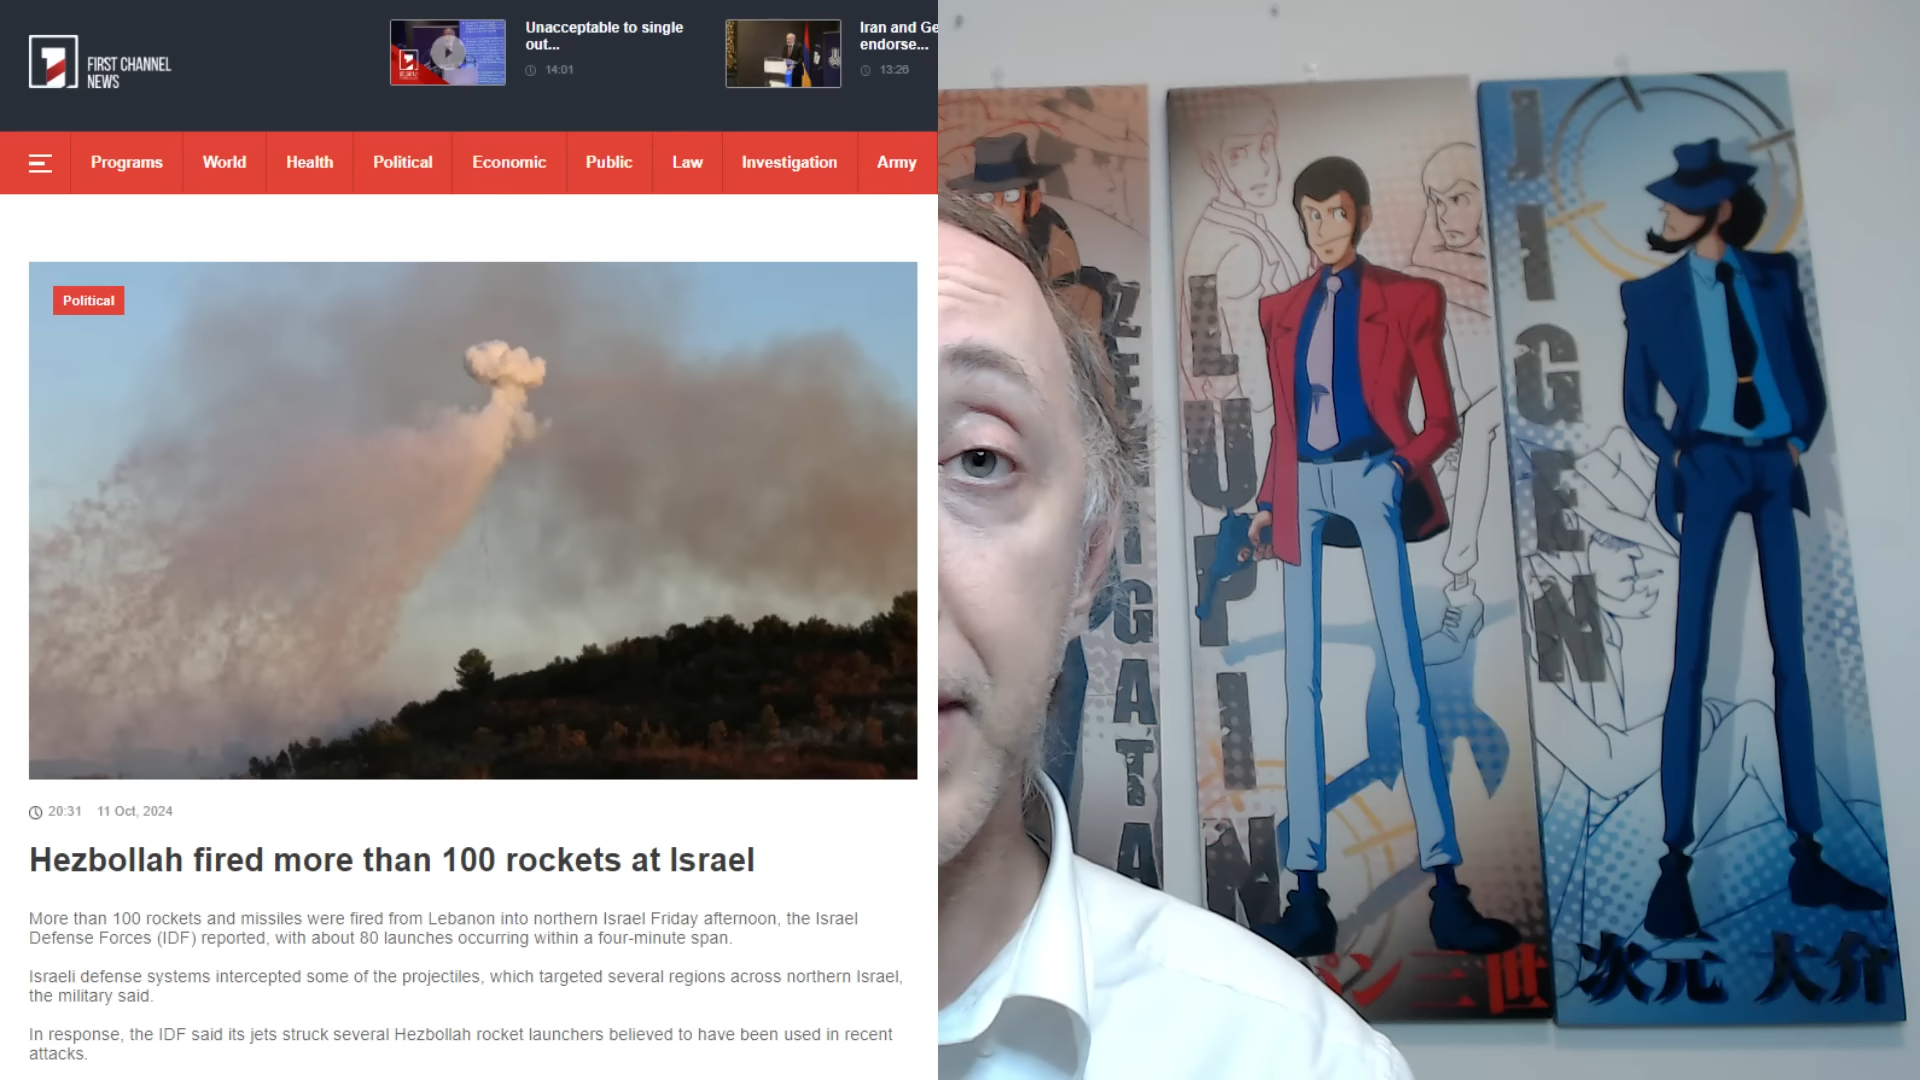 FIRST CHANNEL
NEWS
Unacceptable to single
out...
14:01
Iran and Ge
endorse...
13:26
Programs
World
Health
Political
Economic
Public
Law
Investigation
Army
Political
20:31 11 Oct, 2024
Hezbollah fired more than 100 rockets at Israel
More than 100 rockets and missiles were fired from Lebanon into northern Israel Friday afternoon, the Israel
Defense Forces (IDF) reported, with about 80 launches occurring within a four-minute span.
Israeli defense systems intercepted some of the projectiles, which targeted several regions across northern Israel,
the military said.
In response, the IDF said its jets struck several Hezbollah rocket launchers believed to have been used in recent
attacks.
ZENIGATA
LUPIN
パン三世
JIGEN
次元 大介